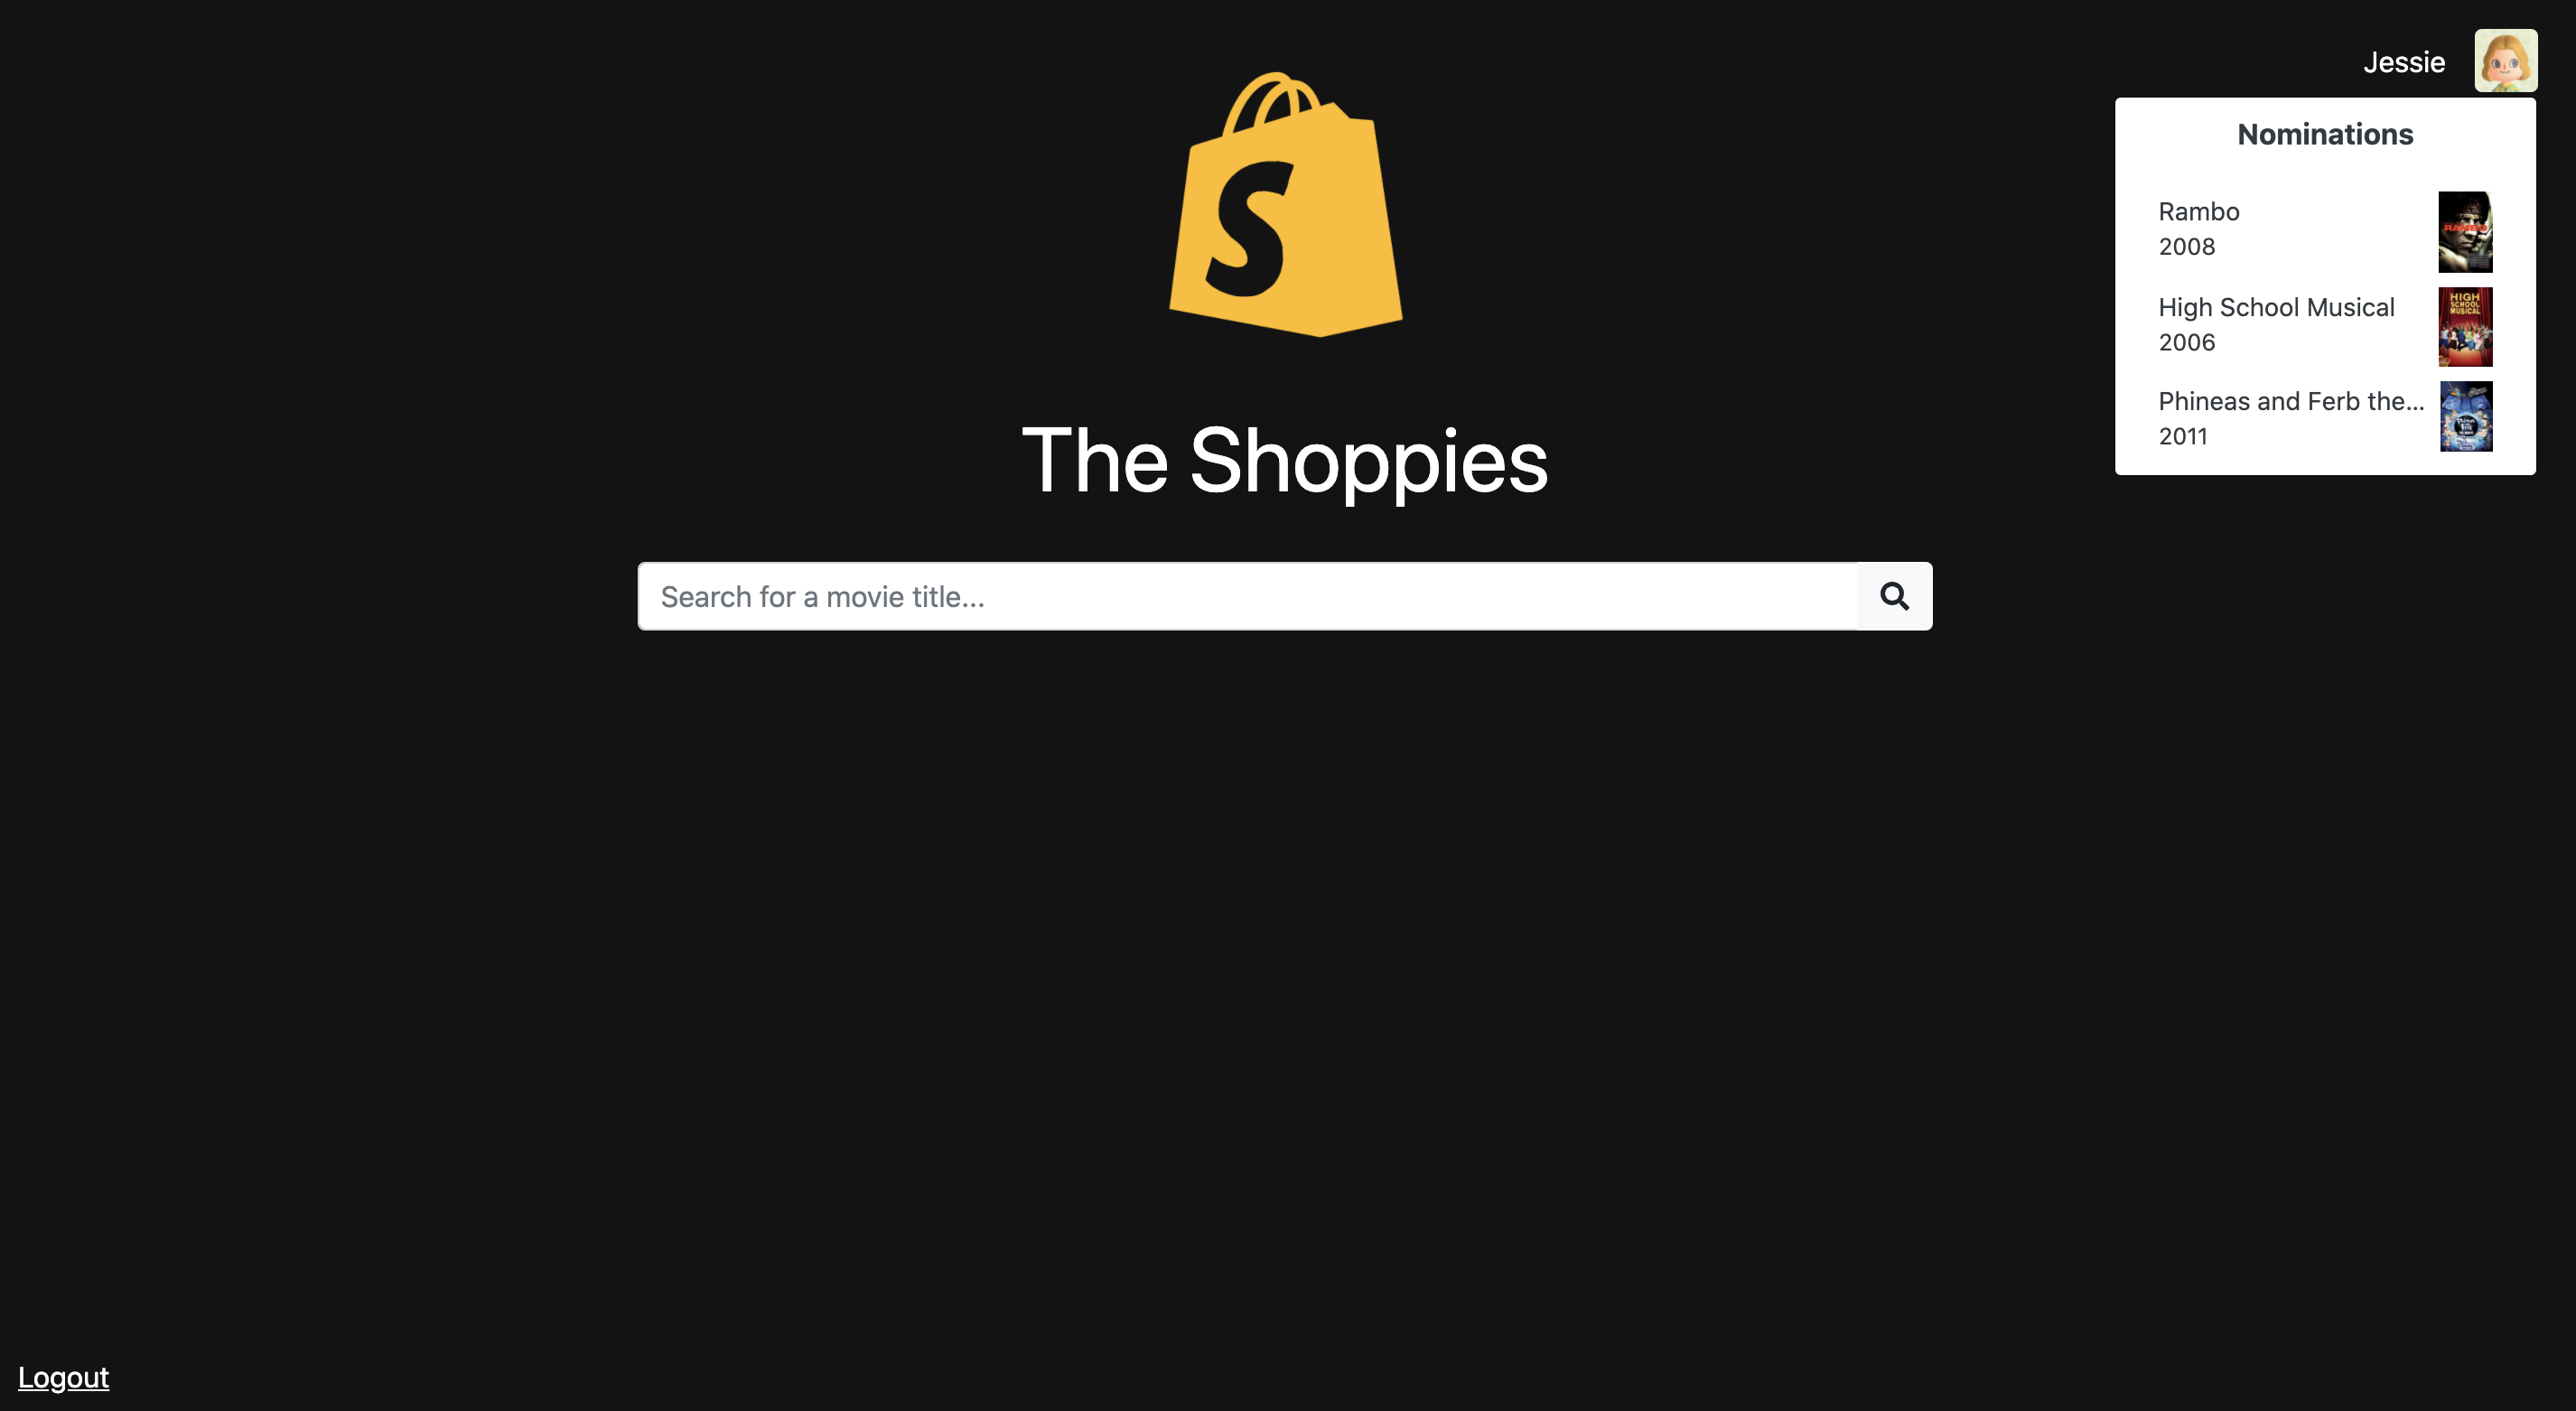 Jessie
S
Nominations
Rambo
2008
RAMBO
High School Musical
2006
HIGH
SCHOOL
MUSICAL
Phineas and Ferb the...
2011
The Shoppies
Search for a movie title...
Logout